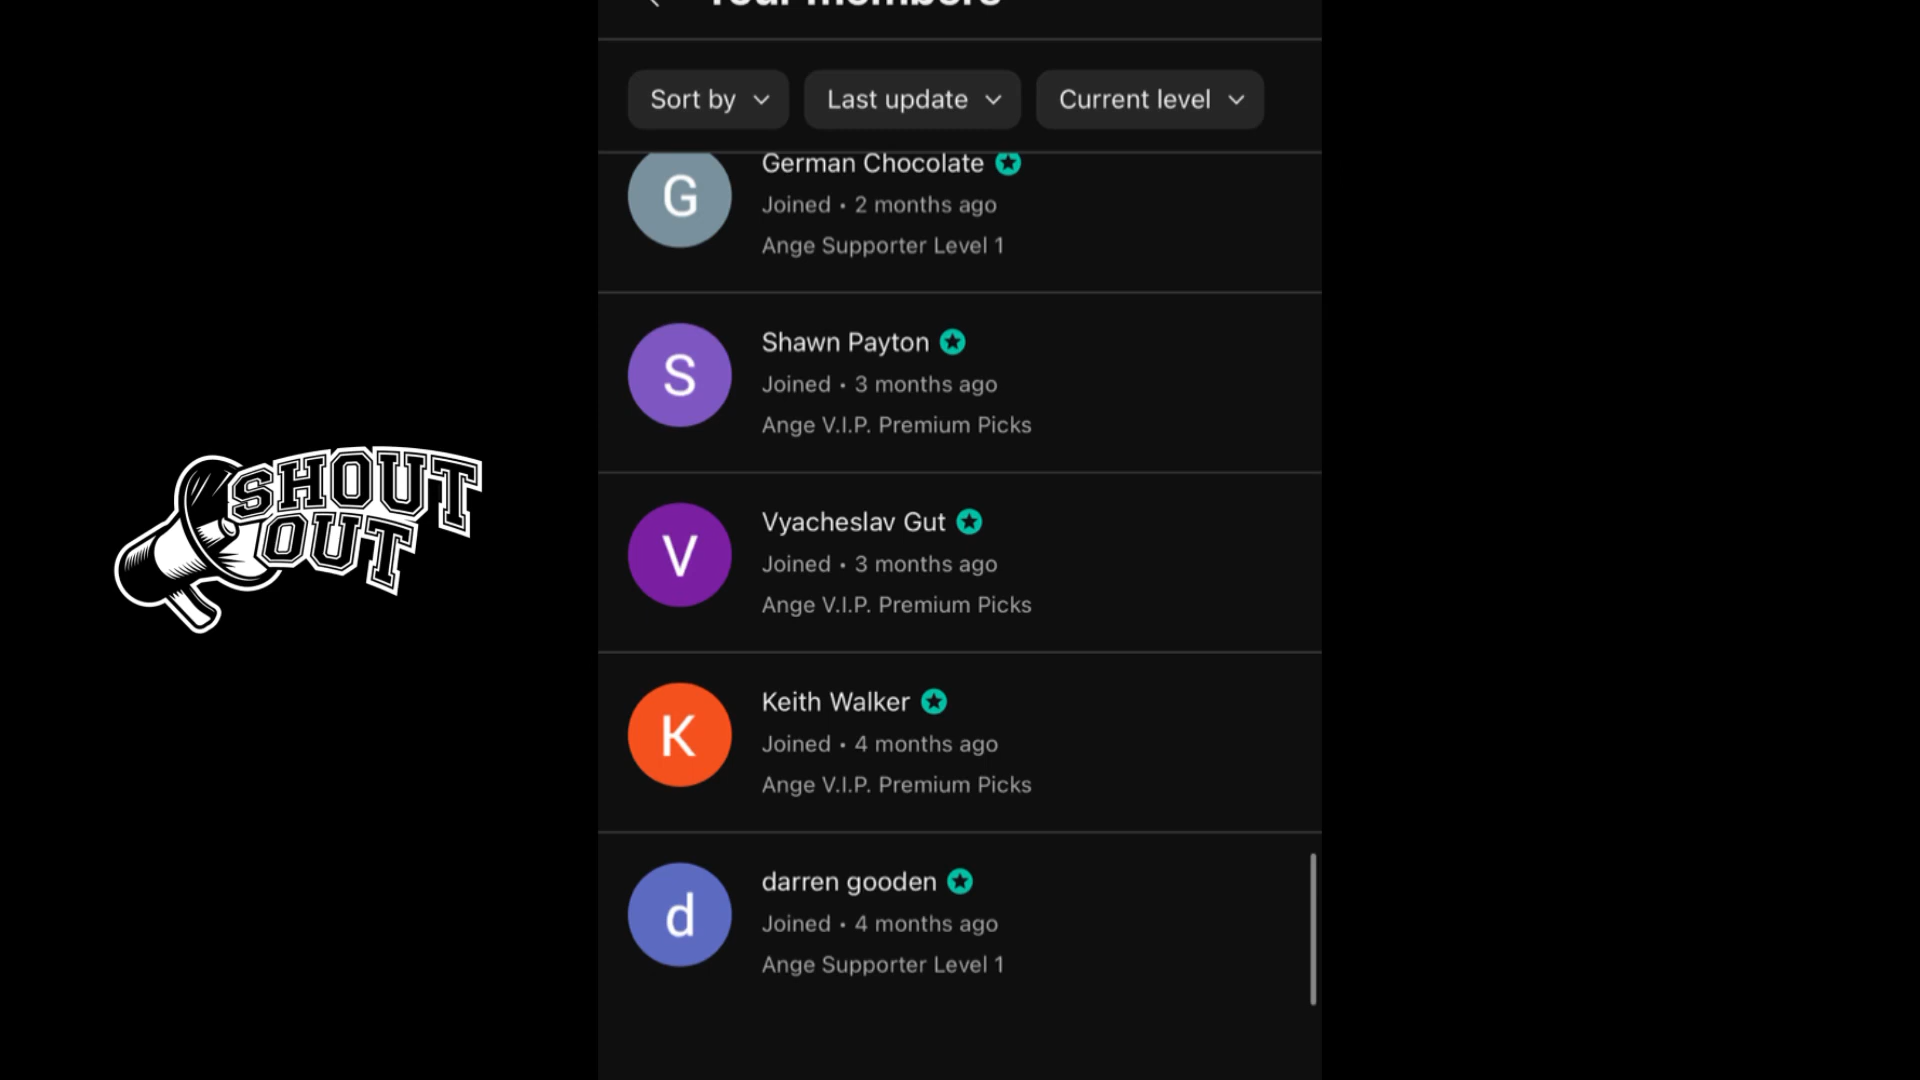 Your members
Sort by
Last update
Current level
G
German Chocolate
Joined • 2 months ago
Ange Supporter Level 1
S
Shawn Payton
Joined • 3 months ago
Ange V.I.P. Premium Picks
SHOUT
OUT
V
Vyacheslav Gut
Joined • 3 months ago
Ange V.I.P. Premium Picks
K
Keith Walker
Joined • 4 months ago
Ange V.I.P. Premium Picks
d
darren gooden
Joined • 4 months ago
Ange Supporter Level 1